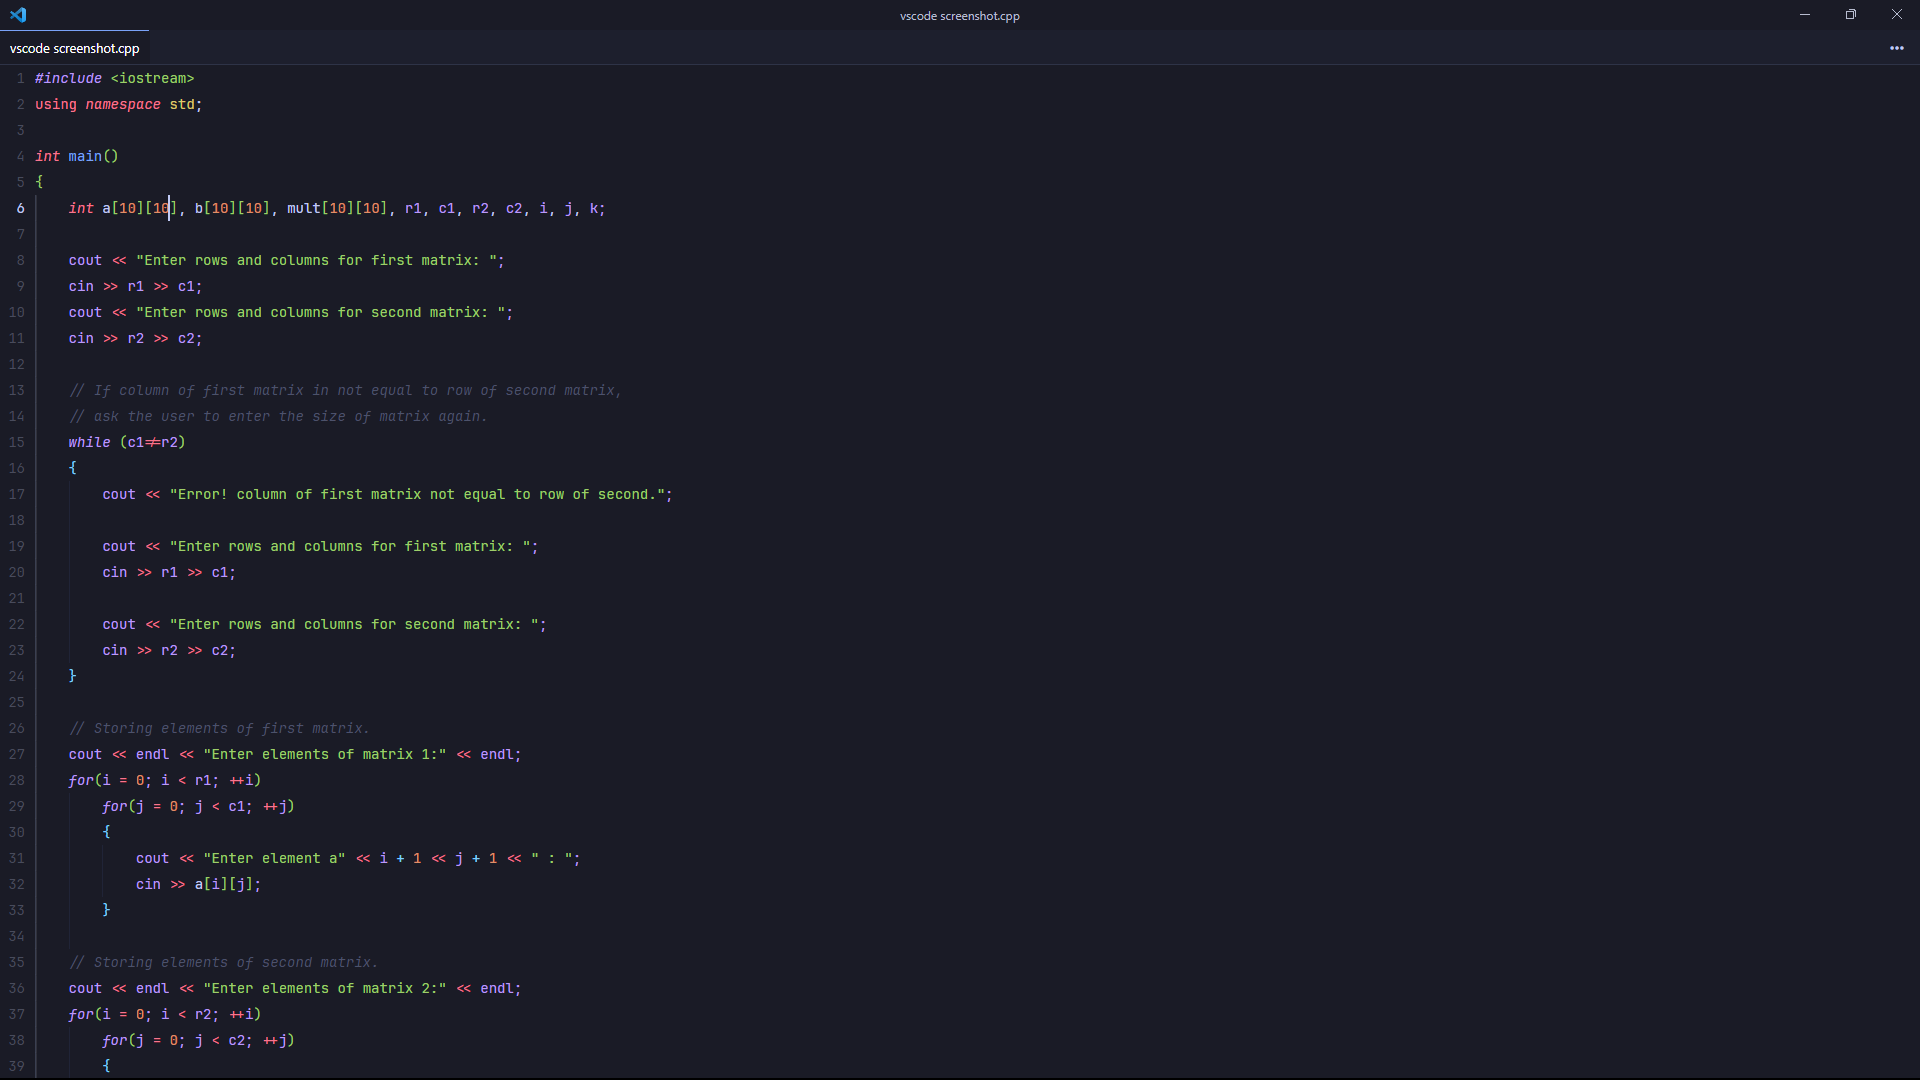 vscode screenshot.cpp
vscode screenshot.cpp
1 #include <iostream>
2 using namespace std;
3
4 int main()
5 {
6     int a[10][10], b[10][10], mult[10][10], r1, c1, r2, c2, i, j, k;
7
8     cout << "Enter rows and columns for first matrix: ";
9     cin >> r1 >> c1;
10     cout << "Enter rows and columns for second matrix: ";
11     cin >> r2 >> c2;
12
13     // If column of first matrix in not equal to row of second matrix,
14     // ask the user to enter the size of matrix again.
15     while (c1!=r2)
16     {
17         cout << "Error! column of first matrix not equal to row of second.";
18
19         cout << "Enter rows and columns for first matrix: ";
20         cin >> r1 >> c1;
21
22         cout << "Enter rows and columns for second matrix: ";
23         cin >> r2 >> c2;
24     }
25
26     // Storing elements of first matrix.
27     cout << endl << "Enter elements of matrix 1:" << endl;
28     for(i = 0; i < r1; ++i)
29         for(j = 0; j < c1; ++j)
30         {
31             cout << "Enter element a" << i + 1 << j + 1 << " : ";
32             cin >> a[i][j];
33         }
34
35     // Storing elements of second matrix.
36     cout << endl << "Enter elements of matrix 2:" << endl;
37     for(i = 0; i < r2; ++i)
38         for(j = 0; j < c2; ++j)
39         {